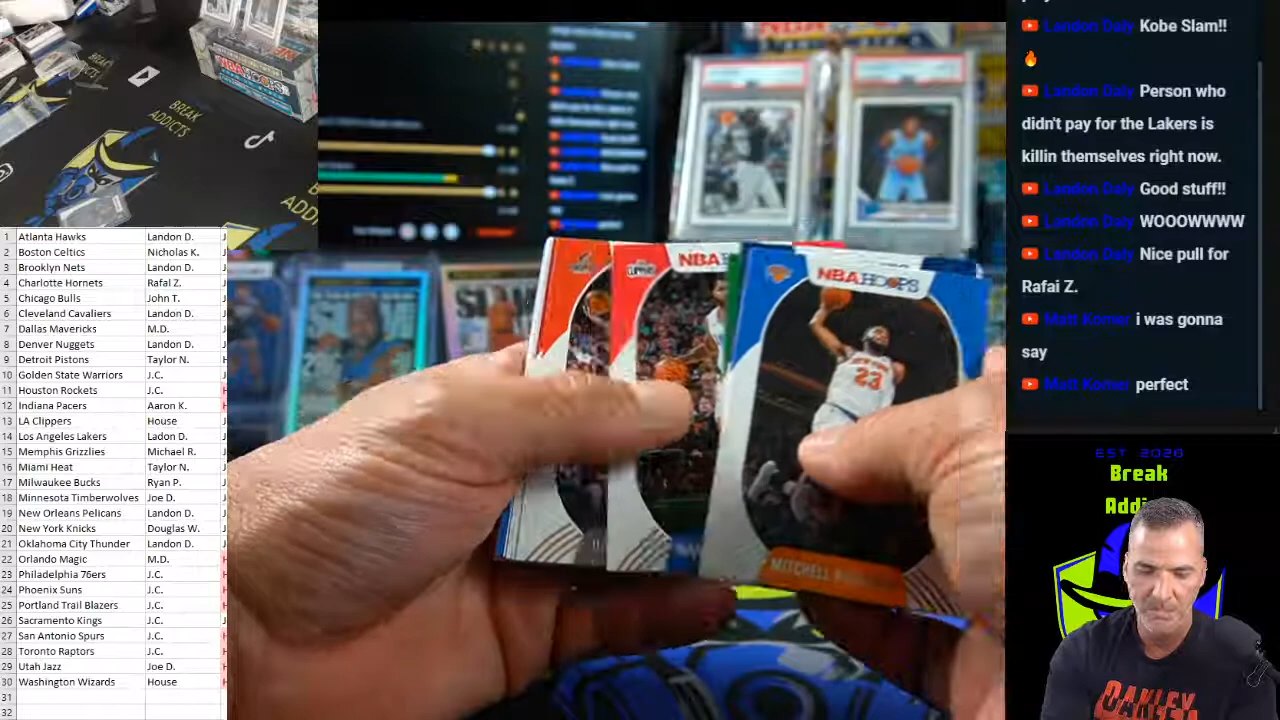 BREAK
ADDICTS
NBA HOOPS
1 Atlanta Hawks Landon D.
2 Boston Celtics Nicholas K.
3 Brooklyn Nets Landon D.
4 Charlotte Hornets Rafal Z.
5 Chicago Bulls John T.
6 Cleveland Cavaliers Landon D.
7 Dallas Mavericks M.D.
8 Denver Nuggets Landon D.
9 Detroit Pistons Taylor N.
10 Golden State Warriors J.C.
11 Houston Rockets J.C.
12 Indiana Pacers Aaron K.
13 LA Clippers House
14 Los Angeles Lakers Ladon D.
15 Memphis Grizzlies Michael R.
16 Miami Heat Taylor N.
17 Milwaukee Bucks Ryan P.
18 Minnesota Timberwolves Joe D.
19 New Orleans Pelicans Landon D.
20 New York Knicks Douglas W.
21 Oklahoma City Thunder Landon D.
22 Orlando Magic M.D.
23 Philadelphia 76ers J.C.
24 Phoenix Suns J.C.
25 Portland Trail Blazers J.C.
26 Sacramento Kings J.C.
27 San Antonio Spurs J.C.
28 Toronto Raptors J.C.
29 Utah Jazz Joe D.
30 Washington Wizards House
31
32
NBA
NBA HOOPS
23
MITCHELL
Landon Daly Kobe Slam!!
Landon Daly Person who
didn't pay for the Lakers is
killin themselves right now.
Landon Daly Good stuff!!
Landon Daly WOOOWWWW
Landon Daly Nice pull for
Rafai Z.
Matt Komer i was gonna
say
Matt Komer perfect
EST 2020
Break
OAKLEY